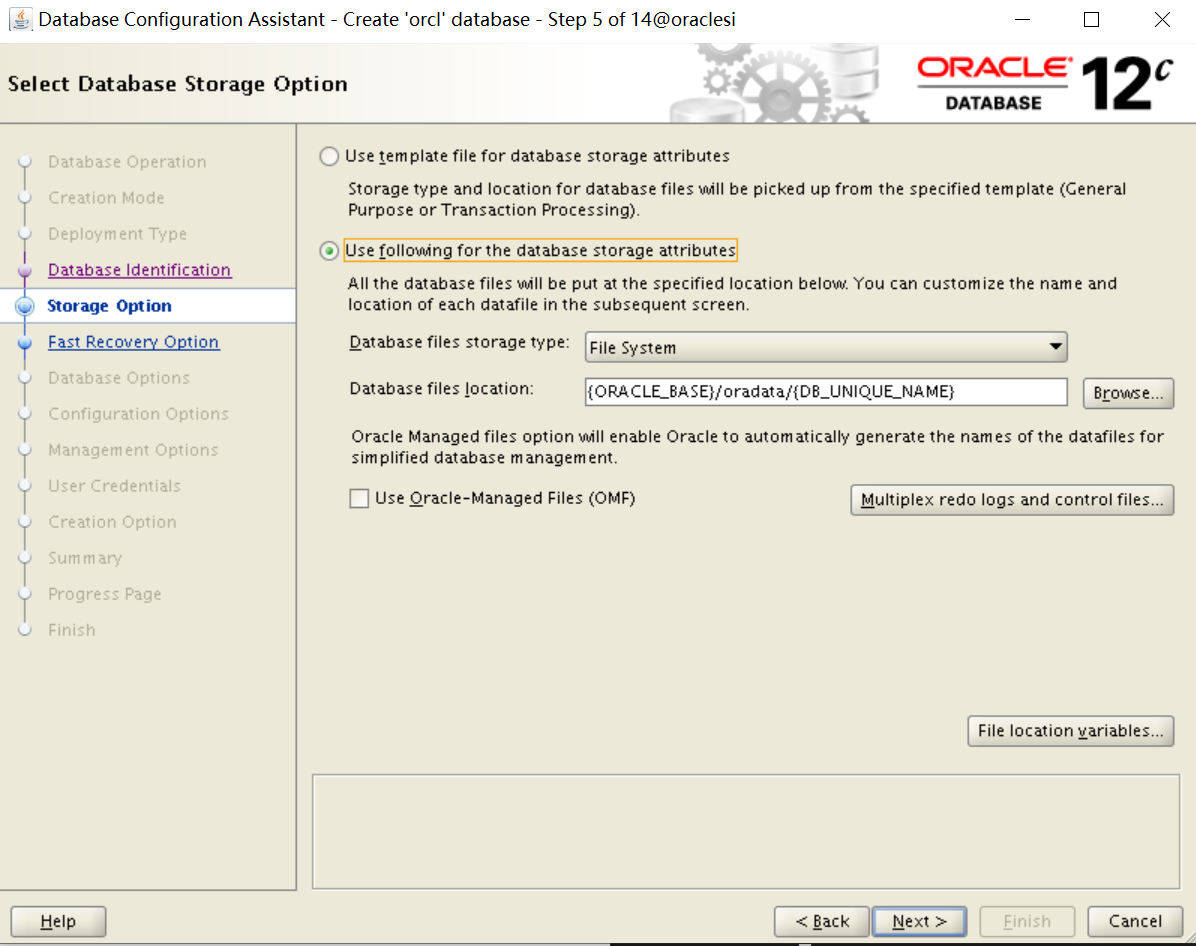 Database Configuration Assistant - Create 'orcl' database - Step 5 of 14@oraclesi
Select Database Storage Option
ORACLE®
DATABASE
12c
Database Operation
Creation Mode
Deployment Type
Database Identification
Storage Option
Fast Recovery Option
Database Options
Configuration Options
Management Options
User Credentials
Creation Option
Summary
Progress Page
Finish
Use template file for database storage attributes
Storage type and location for database files will be picked up from the specified template (General
Purpose or Transaction Processing).
Use following for the database storage attributes
All the database files will be put at the specified location below. You can customize the name and
location of each datafile in the subsequent screen.
Database files storage type: File System
Database files location: {ORACLE_BASE}/oradata/{DB_UNIQUE_NAME} Browse...
Oracle Managed files option will enable Oracle to automatically generate the names of the datafiles for
simplified database management.
Use Oracle-Managed Files (OMF) Multiplex redo logs and control files...
File location variables...
Help < Back Next > Finish Cancel